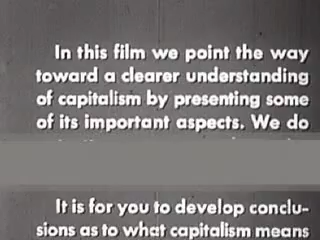 In this film we point the way
toward a clearer understanding
of capitalism by presenting some
of its important aspects. We do
It is for you to develop conclu-
sions as to what capitalism means